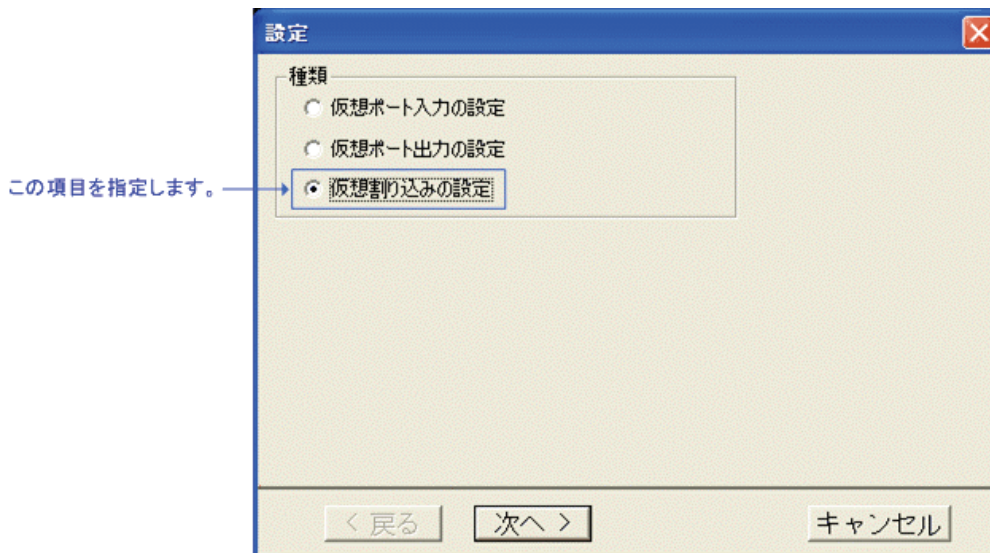 設定
種類
仮想ポート入力の設定
仮想ポート出力の設定
この項目を指定します。
仮想割り込みの設定
< 戻る
次へ >
キャンセル